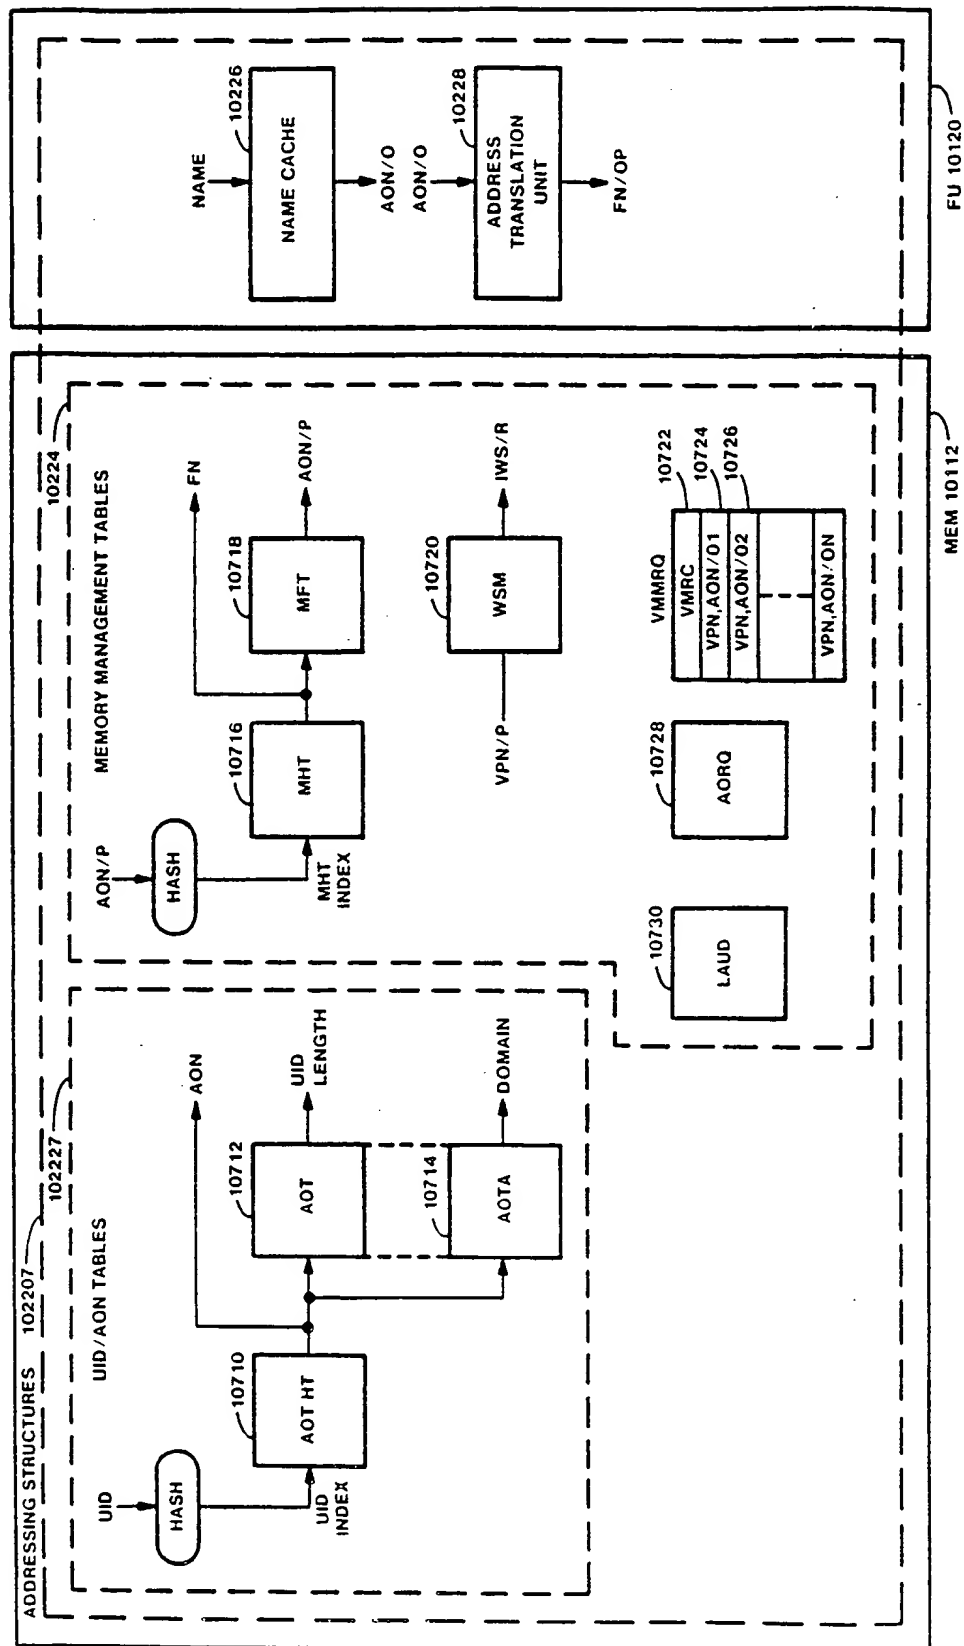 ADDRESSING STRUCTURES 102207
102227
UID/AON TABLES
UID
HASH
UID
INDEX
10710
AOT HT
AON
10712
AOT
UID
LENGTH
10714
AOTA
DOMAIN
10224
MEMORY MANAGEMENT TABLES
AON/P
HASH
MHT
INDEX
10716
MHT
FN
10718
MFT
AON/P
VPN/P
10720
WSM
IWS/R
10730
LAUD
10728
AORQ
VMMRQ
VMRC
10722
VPN,AON/O1
10724
VPN,AON/O2
10726
VPN,AON/ON
MEM 10112
NAME
10226
NAME CACHE
AON/O
AON/O
10228
ADDRESS
TRANSLATION
UNIT
FN/OP
FU 10120